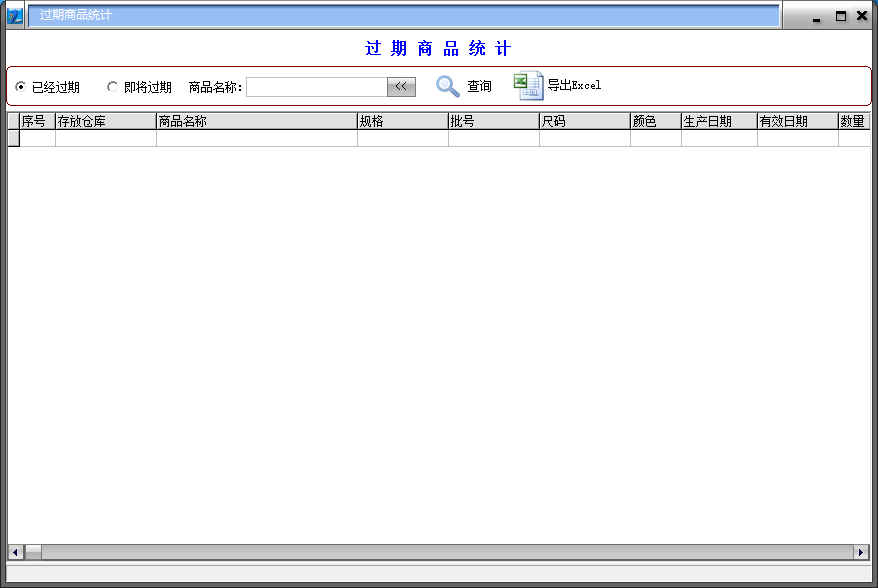 过期商品统计
过 期 商 品 统 计
已经过期 即将过期 商品名称: << 查询 导出Excel
序号 存放仓库 商品名称 规格 批号 尺码 颜色 生产日期 有效日期 数量